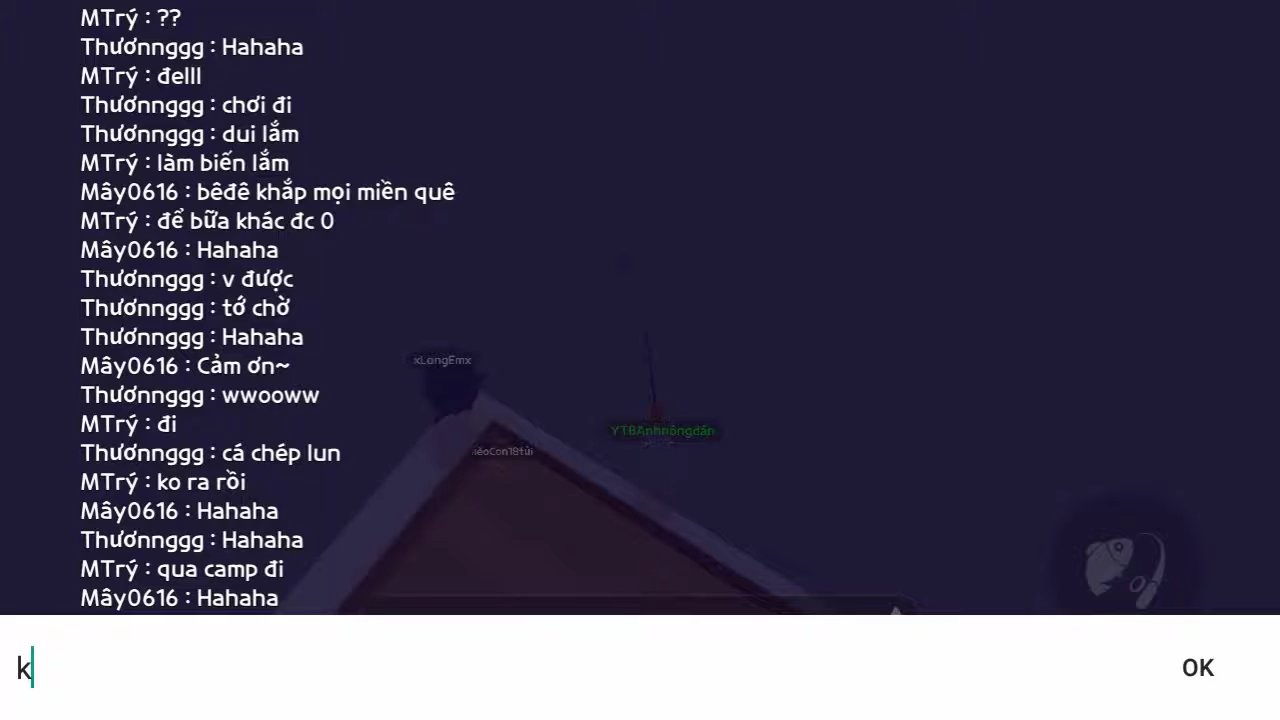 MTrý : ??
Thươnnggg : Hahaha
MTrý : đelll
Thươnnggg : chơi đi
Thươnnggg : dui lắm
MTrý : làm biến lắm
Mây0616 : bêđê khắp mọi miền quê
MTrý : để bữa khác đc 0
Mây0616 : Hahaha
Thươnnggg : v được
Thươnnggg : tớ chờ
Thươnnggg : Hahaha
xLongEmx
Mây0616 : Cảm ơn~
Thươnnggg : wwooww
MTrý : đi
YTBAnhnôngdấn
Thươnnggg : cá chép lun
MTrý : ko ra rồi
Mây0616 : Hahaha
Thươnnggg : Hahaha
MTrý : qua camp đi
Mây0616 : Hahaha
k
OK